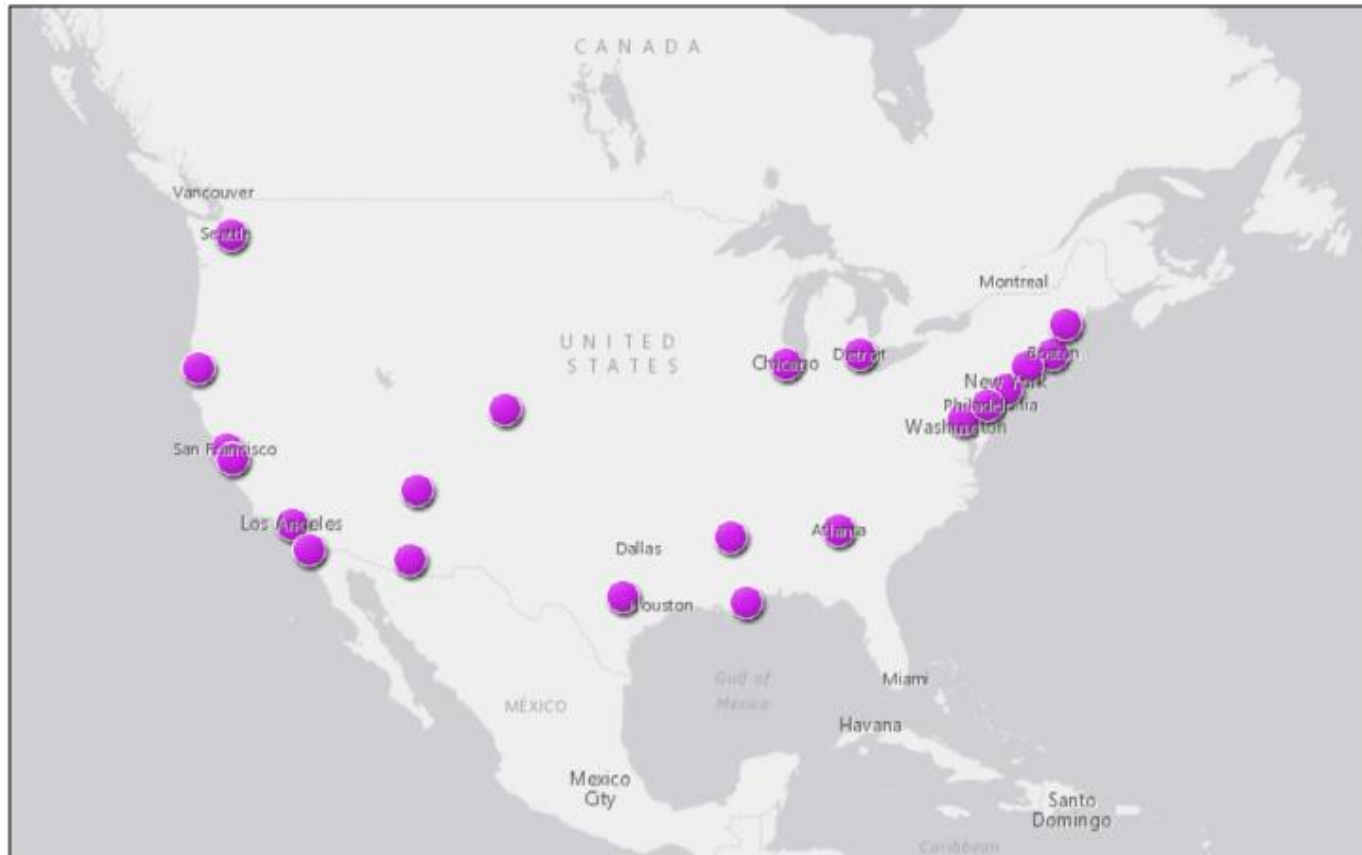 CANADA
Vancouver
Seattle
Montreal
UNITED
STATES
Chicago
Detroit
Boston
New York
Philadelphia
Washington
San Francisco
Los Angeles
Dallas
Atlanta
Houston
Miami
Gulf of
Mexico
MÉXICO
Havana
Mexico
City
Santo
Domingo
Caribbean